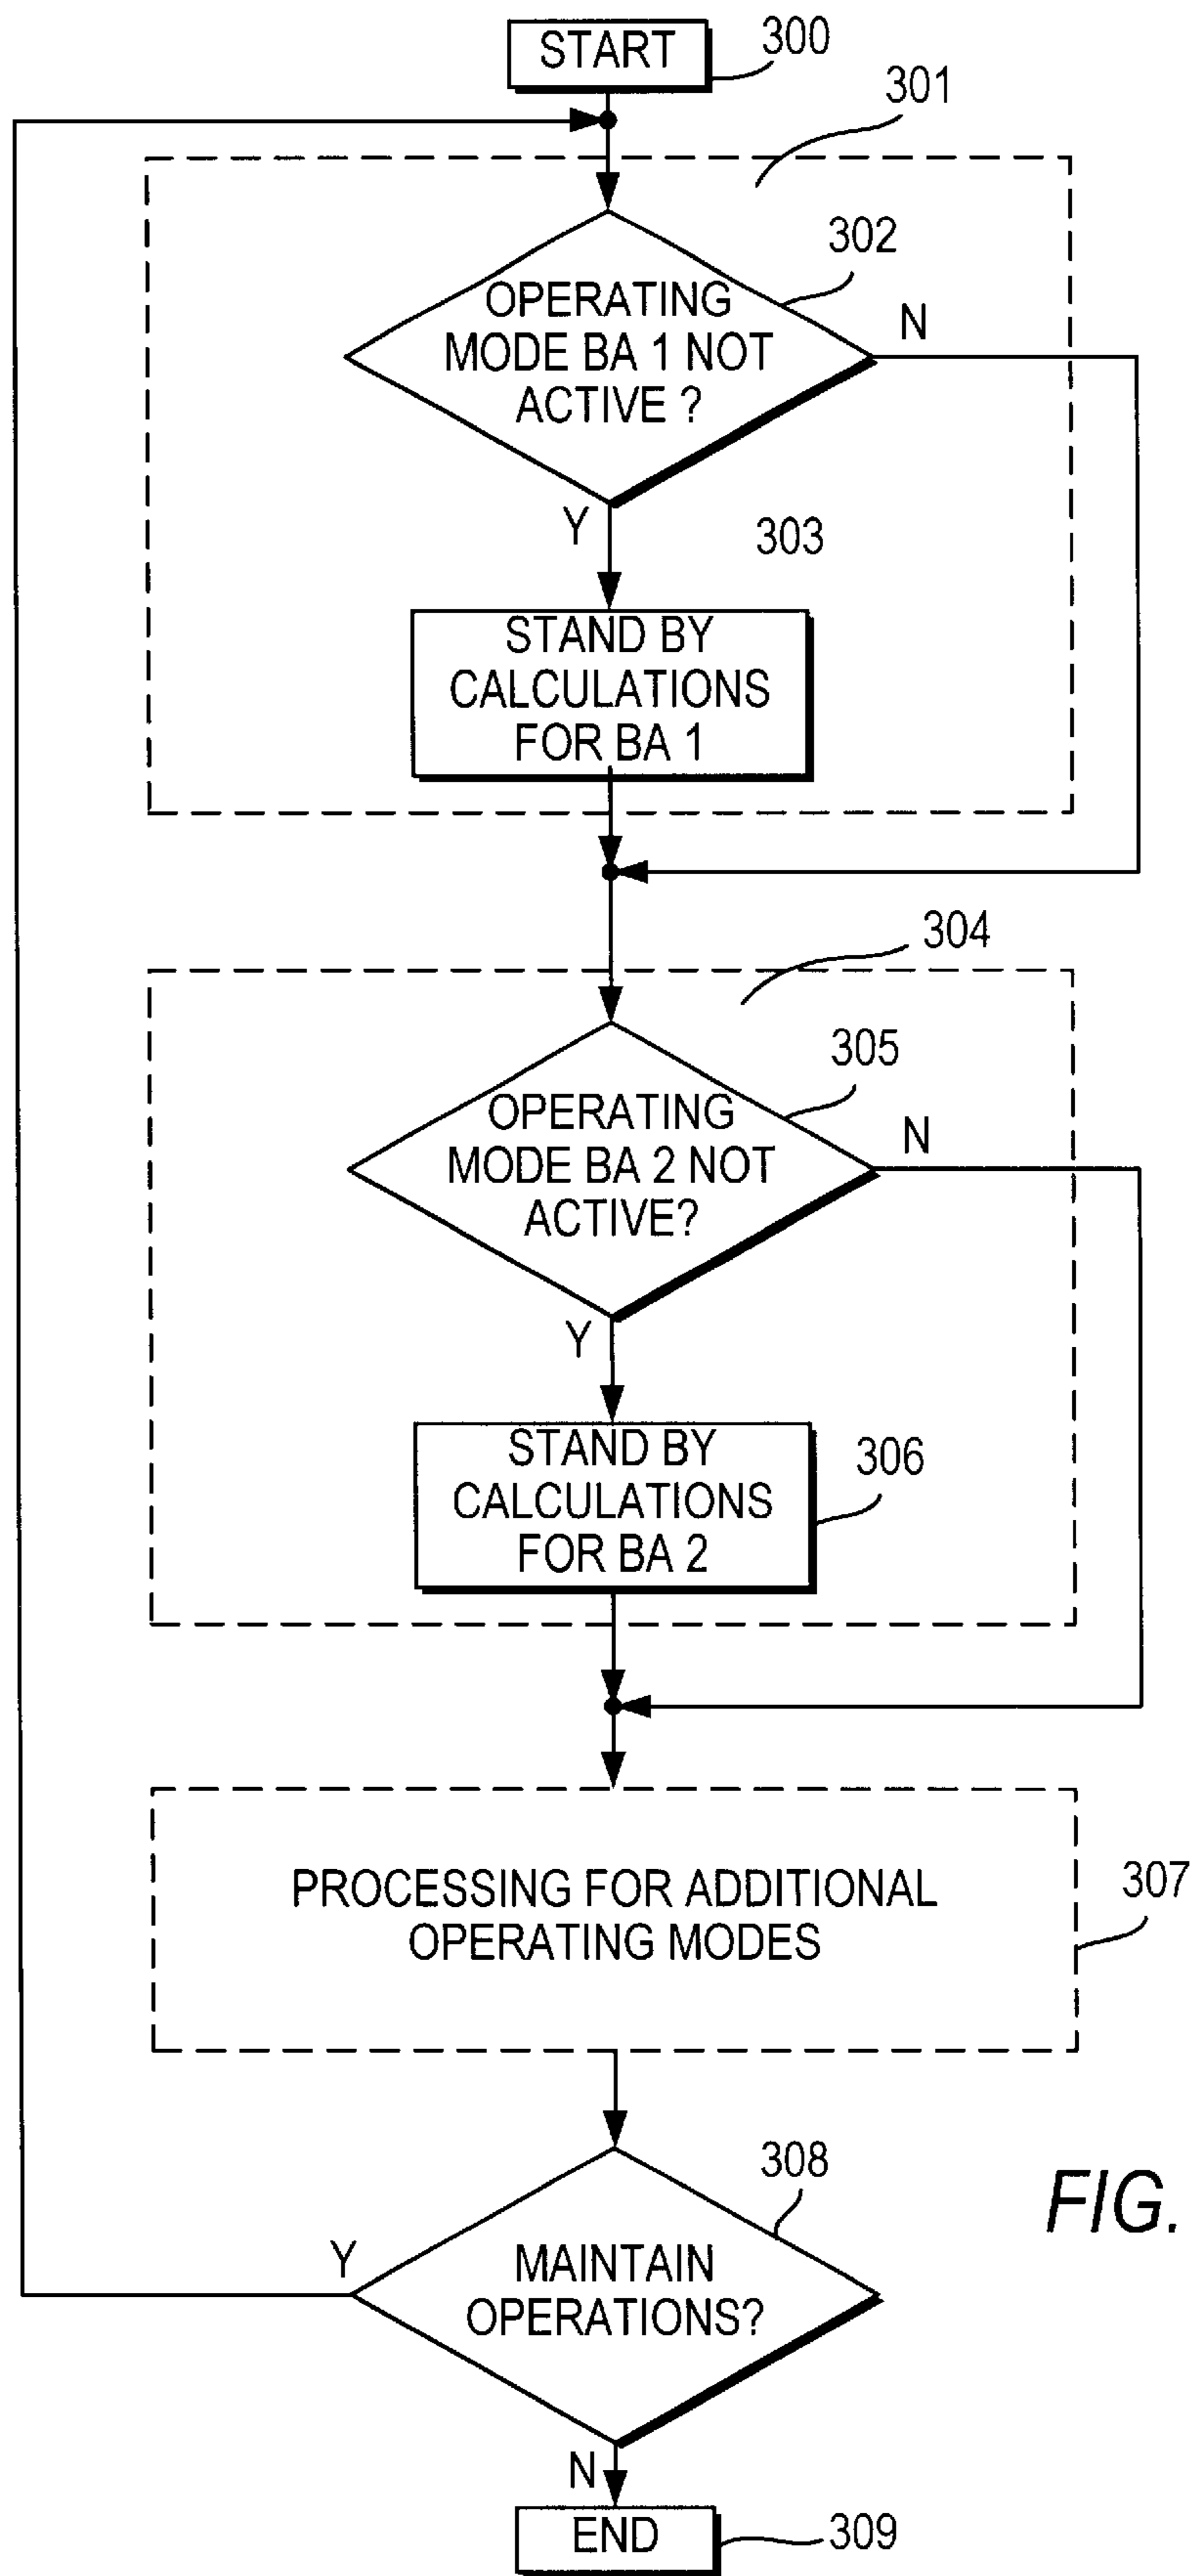 START
300
301
302
OPERATING
MODE BA 1 NOT
ACTIVE ?
N
Y
303
STAND BY
CALCULATIONS
FOR BA 1
304
305
OPERATING
MODE BA 2 NOT
ACTIVE?
N
Y
STAND BY
CALCULATIONS
FOR BA 2
306
PROCESSING FOR ADDITIONAL
OPERATING MODES
307
308
FIG.
Y
MAINTAIN
OPERATIONS?
N
END
309